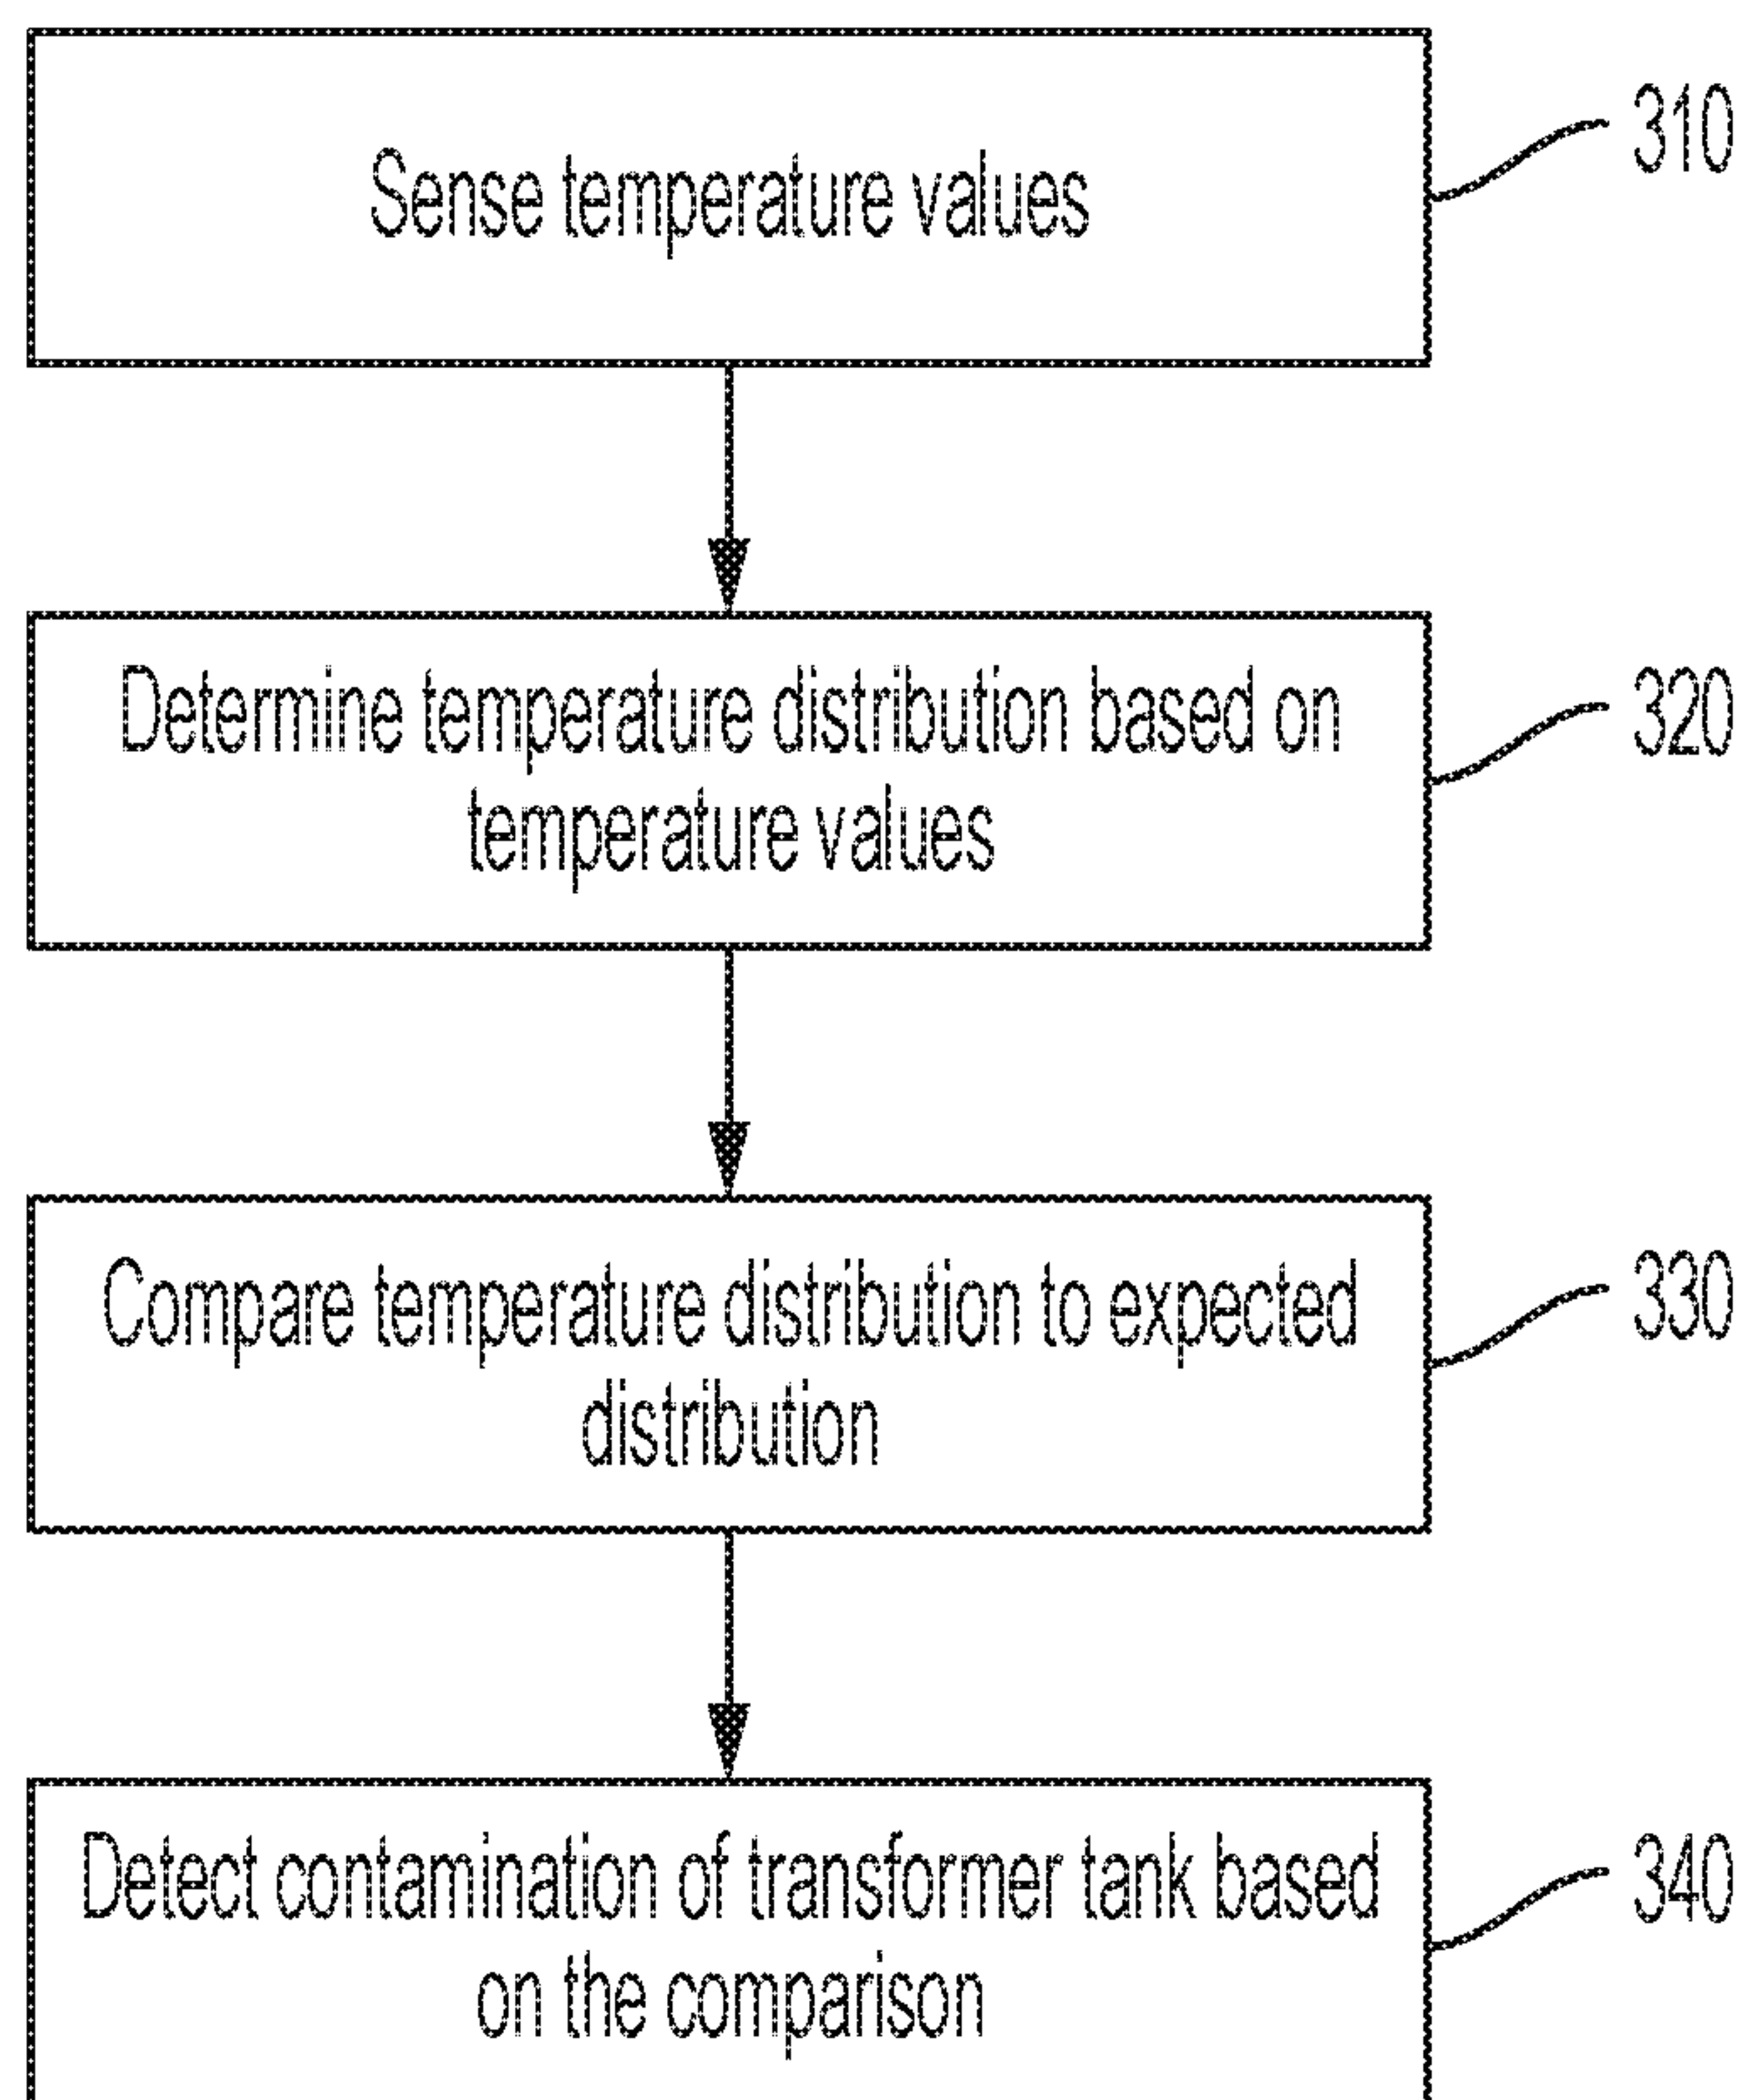 Sense temperature values
310
Determine temperature distribution based on
temperature values
320
Compare temperature distribution to expected
distribution
330
Detect contamination of transformer tank based
on the comparison
340